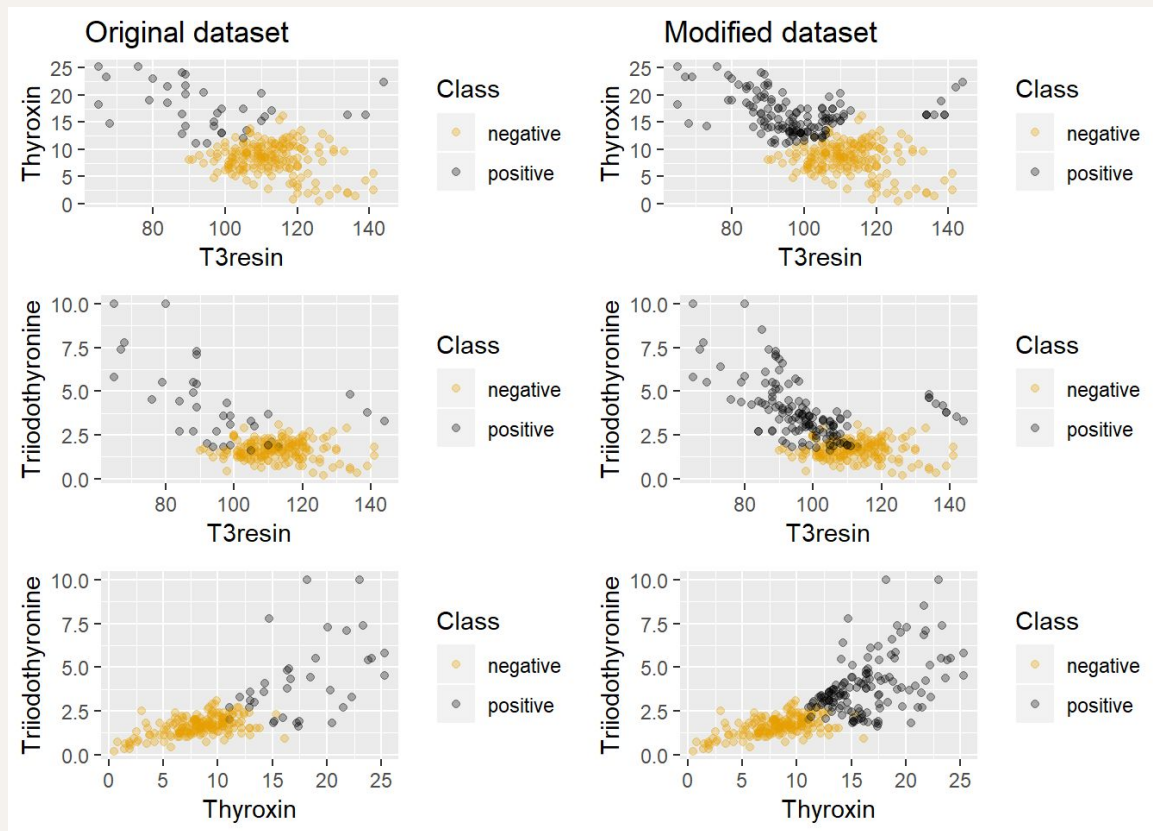 Original dataset
Thyroxin
25
20
15
10
5
0
80 100 120 140
T3resin
Class
negative
positive
Modified dataset
Thyroxin
25
20
15
10
5
0
80 100 120 140
T3resin
Class
negative
positive
Triiodothyronine
10.0
7.5
5.0
2.5
0.0
80 100 120 140
T3resin
Class
negative
positive
Triiodothyronine
10.0
7.5
5.0
2.5
0.0
80 100 120 140
T3resin
Class
negative
positive
Triiodothyronine
10.0
7.5
5.0
2.5
0.0
0 5 10 15 20 25
Thyroxin
Class
negative
positive
Triiodothyronine
10.0
7.5
5.0
2.5
0.0
0 5 10 15 20 25
Thyroxin
Class
negative
positive